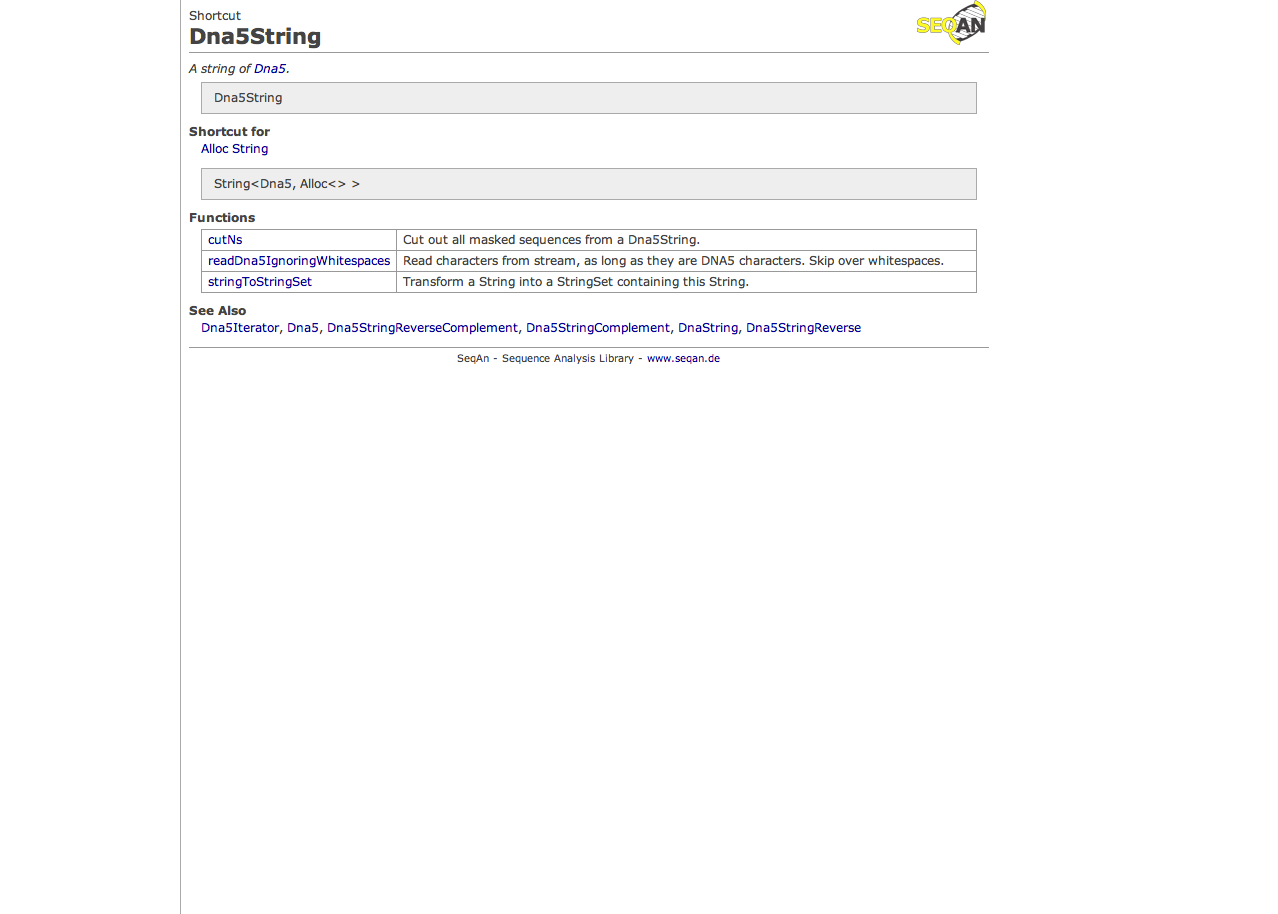 Shortcut
Dna5String
SEQAN
A string of Dna5.
Dna5String
Shortcut for
Alloc String
String<Dna5, Alloc<> >
Functions
cutNs Cut out all masked sequences from a Dna5String.
readDna5IgnoringWhitespaces Read characters from stream, as long as they are DNA5 characters. Skip over whitespaces.
stringToStringSet Transform a String into a StringSet containing this String.
See Also
Dna5Iterator, Dna5, Dna5StringReverseComplement, Dna5StringComplement, DnaString, Dna5StringReverse
SeqAn - Sequence Analysis Library - www.seqan.de